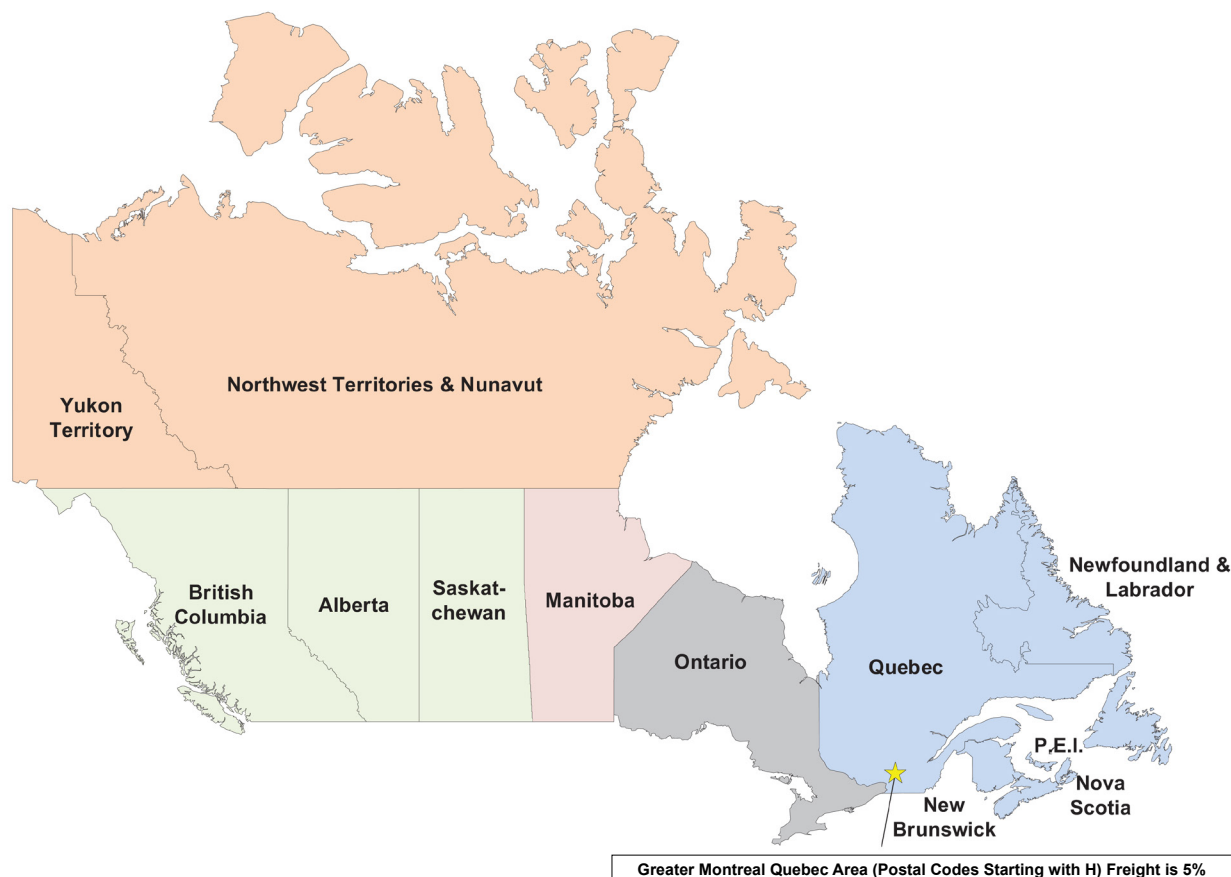 Northwest Territories & Nunavut
Yukon
Territory
British
Columbia
Alberta
Saskat-
chewan
Manitoba
Ontario
Quebec
Newfoundland &
Labrador
P.E.I.
Nova
Scotia
New
Brunswick
Greater Montreal Quebec Area (Postal Codes Starting with H) Freight is 5%